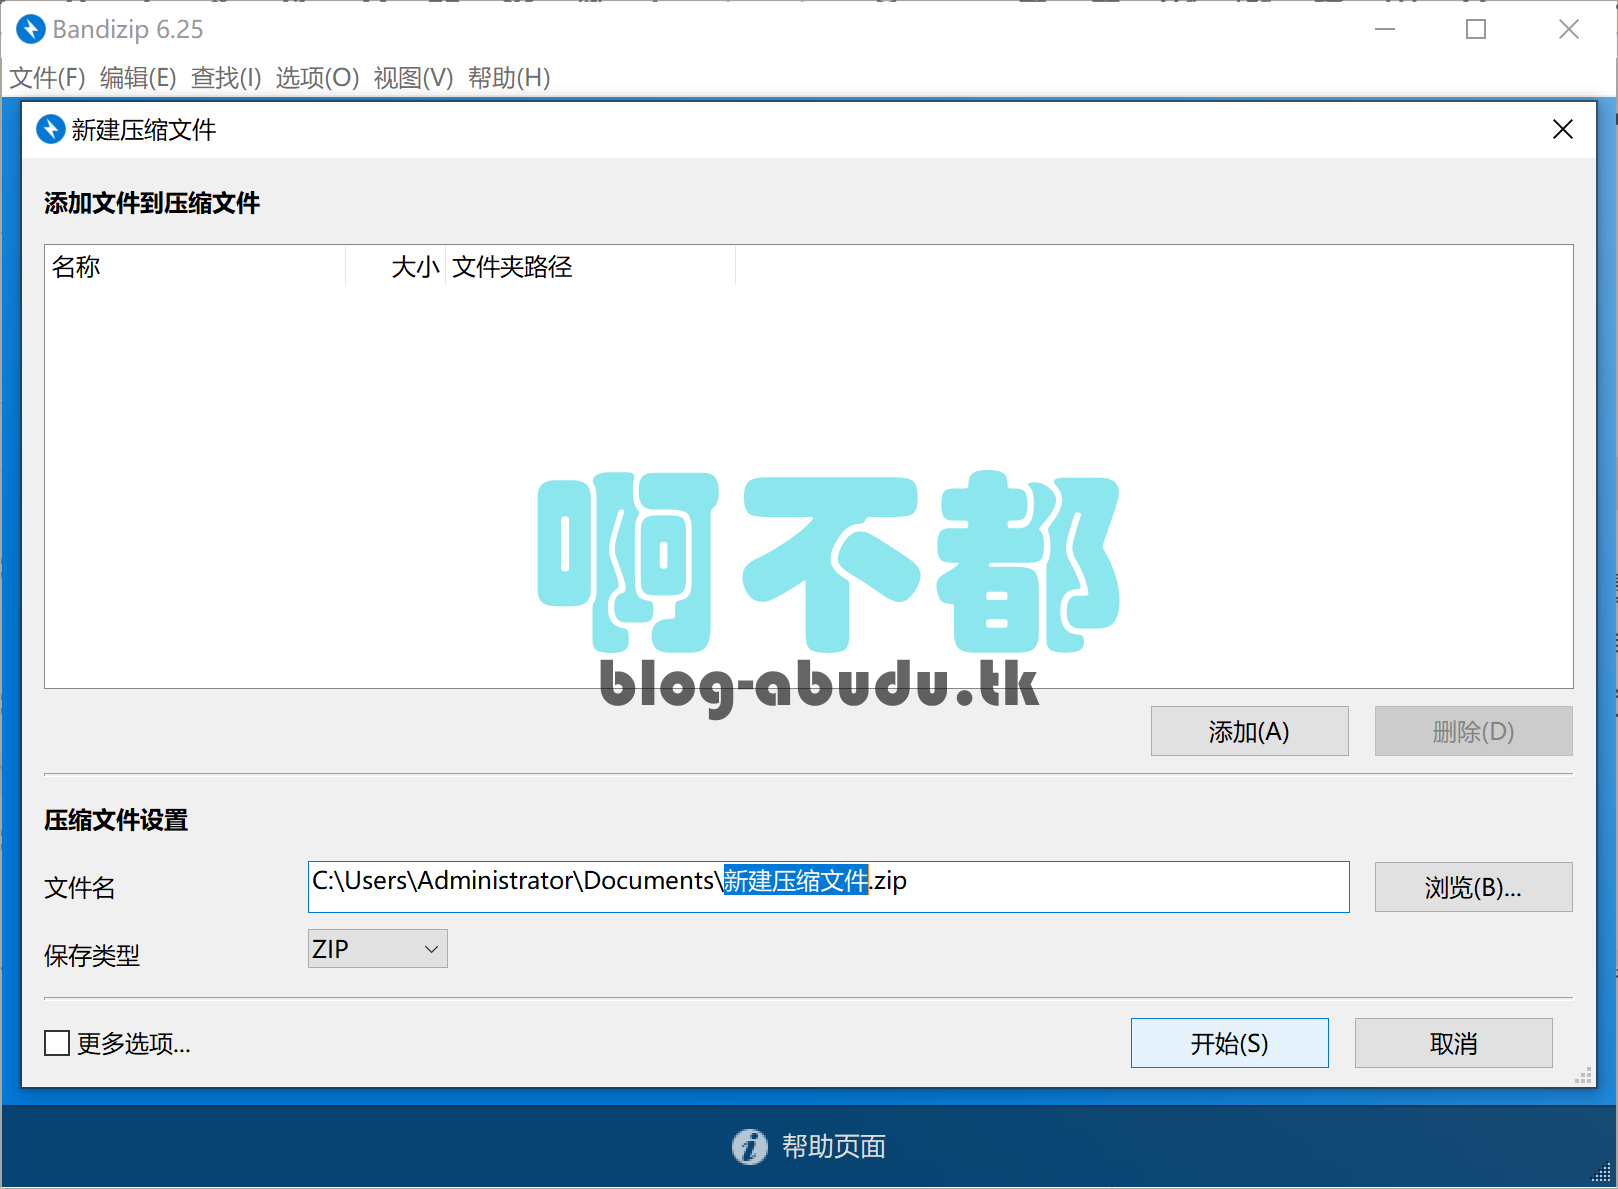 Bandizip 6.25
文件(F) 编辑(E) 查找(I) 选项(O) 视图(V) 帮助(H)
新建压缩文件
添加文件到压缩文件
名称 大小 文件夹路径
啊不都
blog-abudu.tk
添加(A) 删除(D)
压缩文件设置
文件名 C:\Users\Administrator\Documents\新建压缩文件.zip 浏览(B)...
保存类型 ZIP
更多选项... 开始(S) 取消
帮助页面